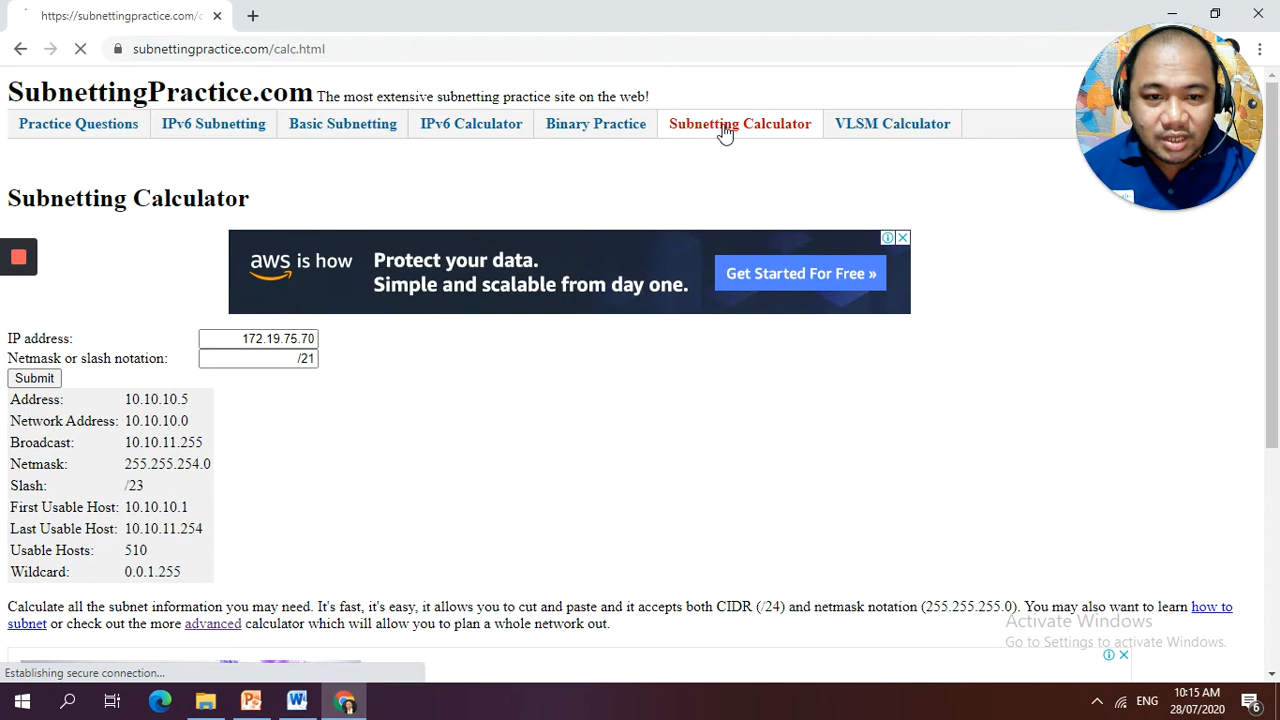 https://subnettingpractice.com/c
subnettingpractice.com/calc.html
SubnettingPractice.com The most extensive subnetting practice site on the web!
Practice Questions IPv6 Subnetting Basic Subnetting IPv6 Calculator Binary Practice Subnetting Calculator VLSM Calculator
Subnetting Calculator
aws is how
Protect your data.
Simple and scalable from day one.
Get Started For Free »
IP address: 172.19.75.70
Netmask or slash notation: /21
Submit
Address: 10.10.10.5
Network Address: 10.10.10.0
Broadcast: 10.10.11.255
Netmask: 255.255.254.0
Slash: /23
First Usable Host: 10.10.10.1
Last Usable Host: 10.10.11.254
Usable Hosts: 510
Wildcard: 0.0.1.255
Calculate all the subnet information you may need. It's fast, it's easy, it allows you to cut and paste and it accepts both CIDR (/24) and netmask notation (255.255.255.0). You may also want to learn how to
subnet or check out the more advanced calculator which will allow you to plan a whole network out.
Activate Windows
Go to Settings to activate Windows.
Establishing secure connection...
ENG
10:15 AM
28/07/2020
6